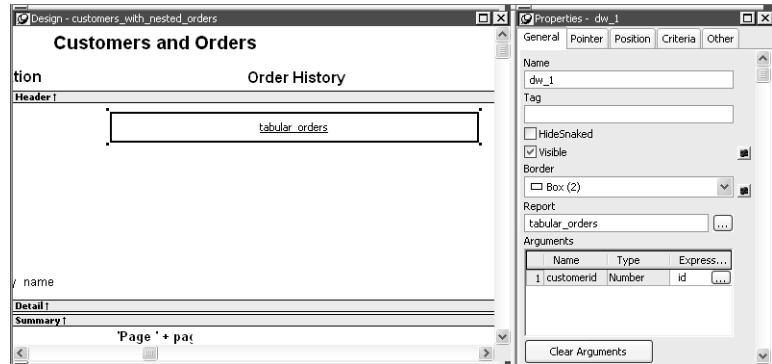 Design - customers_with_nested_orders
Customers and Orders
tion
Order History
Header ↑
tabular_orders
name
Detail ↑
Summary ↑
'Page ' + pag
Properties - dw_1
General Pointer Position Criteria Other
Name
dw_1
Tag
HideSnaked
Visible
Border
Box (2)
Report
tabular_orders
...
Arguments
Name Type Express...
1 customerid Number id ...
Clear Arguments